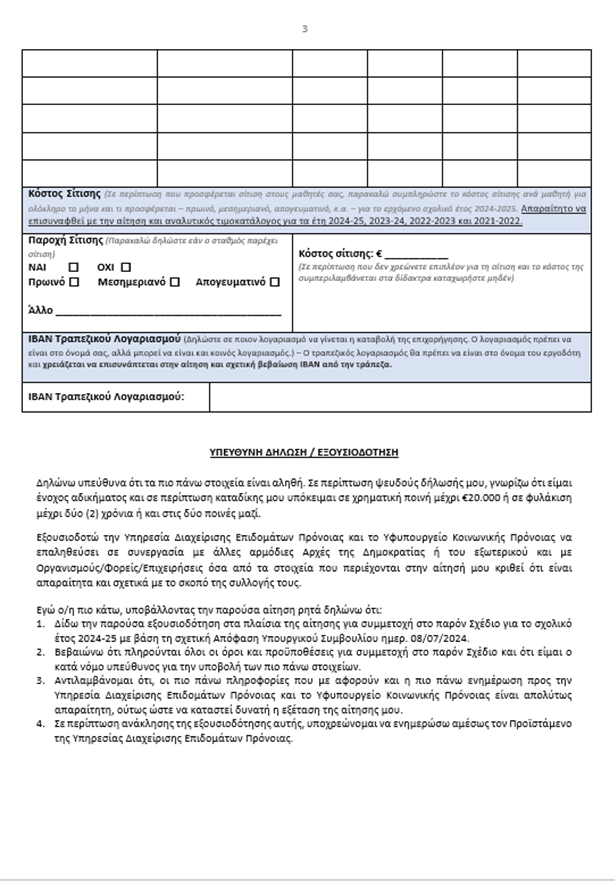 3
Κόστος Σίτισης (Σε περίπτωση που προσφέρεται σίτιση στους μαθητές σας, παρακαλώ συμπληρώστε το κόστος σίτισης ανά μαθητή για
ολόκληρο το μήνα και τι προσφέρεται – πρωινό, μεσημεριανό, απογευματινό, κ.α. – για το ερχόμενο σχολικό έτος 2024-2025. Απαραίτητο να
επισυναφθεί με την αίτηση και αναλυτικός τιμοκατάλογος για τα έτη 2024-25, 2023-24, 2022-2023 και 2021-2022.
Παροχή Σίτισης (Παρακαλώ δηλώστε εάν ο σταθμός παρέχει
σίτιση)
ΝΑΙ ☐ ΟΧΙ ☐
Πρωινό ☐ Μεσημεριανό ☐ Απογευματινό ☐
Άλλο ____________________________________
Κόστος σίτισης: € ___________
(Σε περίπτωση που δεν χρεώνετε επιπλέον για τη σίτιση και το κόστος της
συμπεριλαμβάνεται στα δίδακτρα καταχωρήστε μηδέν)
ΙΒΑΝ Τραπεζικού Λογαριασμού (Δηλώστε σε ποιον λογαριασμό να γίνεται η καταβολή της επιχορήγησης. Ο λογαριασμός πρέπει να
είναι στο όνομά σας, αλλά μπορεί να είναι και κοινός λογαριασμός.) – Ο τραπεζικός λογαριασμός θα πρέπει να είναι στο όνομα του εργοδότη
και χρειάζεται να επισυνάπτεται στην αίτηση και σχετική βεβαίωση ΙΒΑΝ από την τράπεζα.
ΙΒΑΝ Τραπεζικού Λογαριασμού:
ΥΠΕΥΘΥΝΗ ΔΗΛΩΣΗ / ΕΞΟΥΣΙΟΔΟΤΗΣΗ
Δηλώνω υπεύθυνα ότι τα πιο πάνω στοιχεία είναι αληθή. Σε περίπτωση ψευδούς δήλωσής μου, γνωρίζω ότι είμαι
ένοχος αδικήματος και σε περίπτωση καταδίκης μου υπόκειμαι σε χρηματική ποινή μέχρι €20.000 ή σε φυλάκιση
μέχρι δύο (2) χρόνια ή και στις δύο ποινές μαζί.
Εξουσιοδοτώ την Υπηρεσία Διαχείρισης Επιδομάτων Πρόνοιας και το Υφυπουργείο Κοινωνικής Πρόνοιας να
επαληθεύσει σε συνεργασία με άλλες αρμόδιες Αρχές της Δημοκρατίας ή του εξωτερικού και με
Οργανισμούς/Φορείς/Επιχειρήσεις όσα από τα στοιχεία που περιέχονται στην αίτησή μου κριθεί ότι είναι
απαραίτητα και σχετικά με το σκοπό της συλλογής τους.
Εγώ ο/η πιο κάτω, υποβάλλοντας την παρούσα αίτηση ρητά δηλώνω ότι:
1. Δίδω την παρούσα εξουσιοδότηση στα πλαίσια της αίτησης για συμμετοχή στο παρόν Σχέδιο για το σχολικό
έτος 2024-25 με βάση τη σχετική Απόφαση Υπουργικού Συμβουλίου ημερ. 08/07/2024.
2. Βεβαιώνω ότι πληρούνται όλοι οι όροι και προϋποθέσεις για συμμετοχή στο παρόν Σχέδιο και ότι είμαι ο
κατά νόμο υπεύθυνος για την υποβολή των πιο πάνω στοιχείων.
3. Αντιλαμβάνομαι ότι, οι πιο πάνω πληροφορίες που με αφορούν και η πιο πάνω ενημέρωση προς την
Υπηρεσία Διαχείρισης Επιδομάτων Πρόνοιας και το Υφυπουργείο Κοινωνικής Πρόνοιας είναι απολύτως
απαραίτητη, ούτως ώστε να καταστεί δυνατή η εξέταση της αίτησης μου.
4. Σε περίπτωση ανάκλησης της εξουσιοδότησης αυτής, υποχρεώνομαι να ενημερώσω αμέσως τον Προϊστάμενο
της Υπηρεσίας Διαχείρισης Επιδομάτων Πρόνοιας.